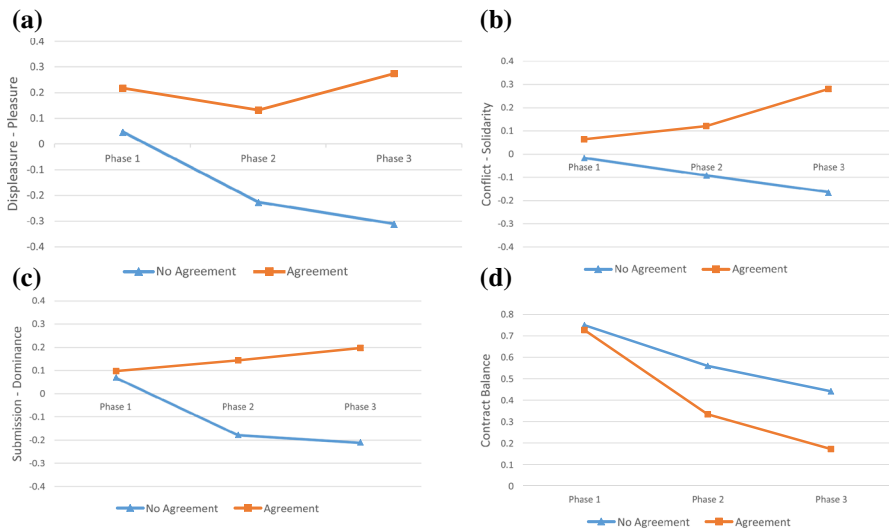 (a)
0.4
0.3
0.2
0.1
0
-0.1
-0.2
-0.3
-0.4
Displeasure - Pleasure
Phase 1 Phase 2 Phase 3
No Agreement Agreement
(b)
0.4
0.3
0.2
0.1
0
-0.1
-0.2
-0.3
-0.4
Conflict - Solidarity
Phase 1 Phase 2 Phase 3
No Agreement Agreement
(c)
0.4
0.3
0.2
0.1
0
-0.1
-0.2
-0.3
-0.4
Submission - Dominance
Phase 1 Phase 2 Phase 3
No Agreement Agreement
(d)
0.8
0.7
0.6
0.5
0.4
0.3
0.2
0.1
0
Contract Balance
Phase 1 Phase 2 Phase 3
No Agreement Agreement